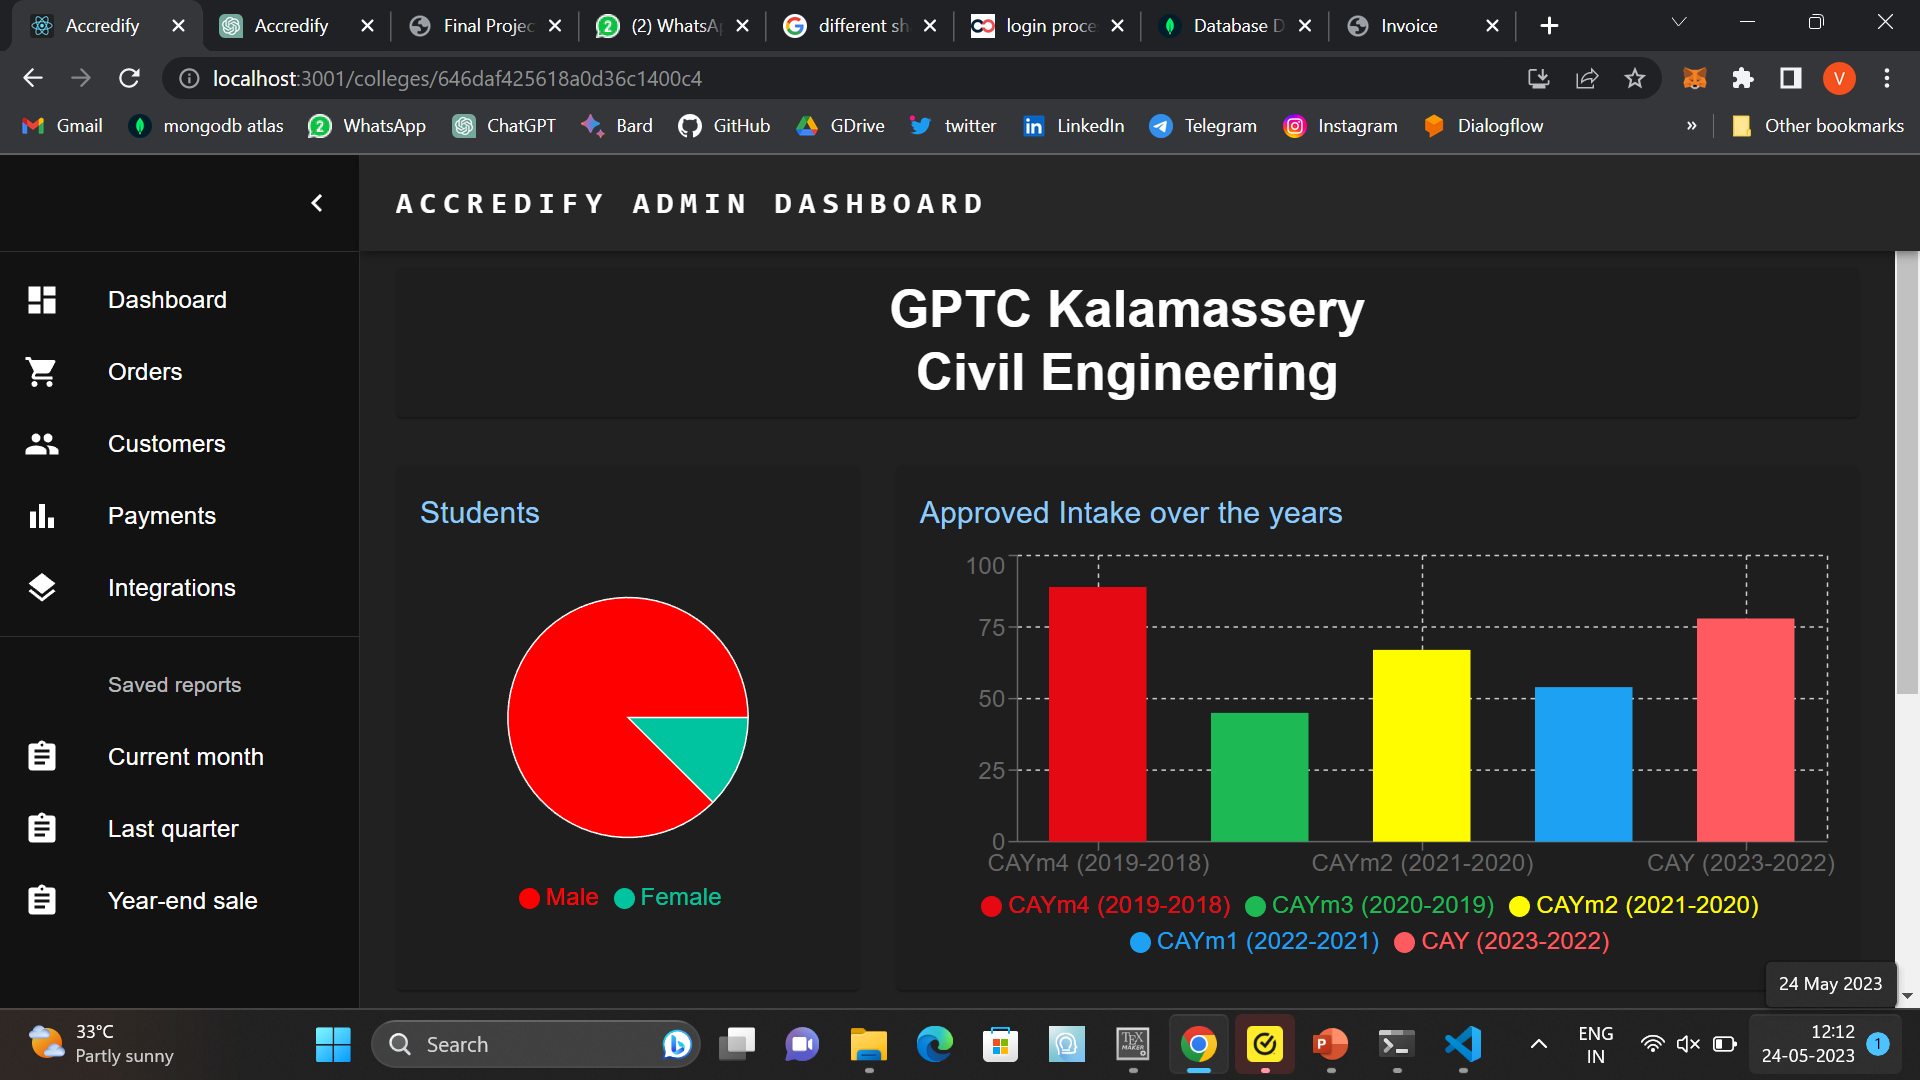 Accredify
Accredify
Final Projec
(2) WhatsA
different sh
login proce
Database D
Invoice
localhost:3001/colleges/646daf425618a0d36c1400c4
V
Gmail
mongodb atlas
2
WhatsApp
ChatGPT
Bard
GitHub
GDrive
twitter
LinkedIn
Telegram
Instagram
Dialogflow
»
Other bookmarks
ACCREDIFY ADMIN DASHBOARD
Dashboard
Orders
Customers
Payments
Integrations
Saved reports
Current month
Last quarter
Year-end sale
GPTC Kalamassery
Civil Engineering
Students
Male
Female
Approved Intake over the years
100
75
50
25
0
CAYm4 (2019-2018)
CAYm2 (2021-2020)
CAY (2023-2022)
CAYm4 (2019-2018)
CAYm3 (2020-2019)
CAYm2 (2021-2020)
CAYm1 (2022-2021)
CAY (2023-2022)
24 May 2023
33°C
Partly sunny
Search
ENG
IN
12:12
24-05-2023
1